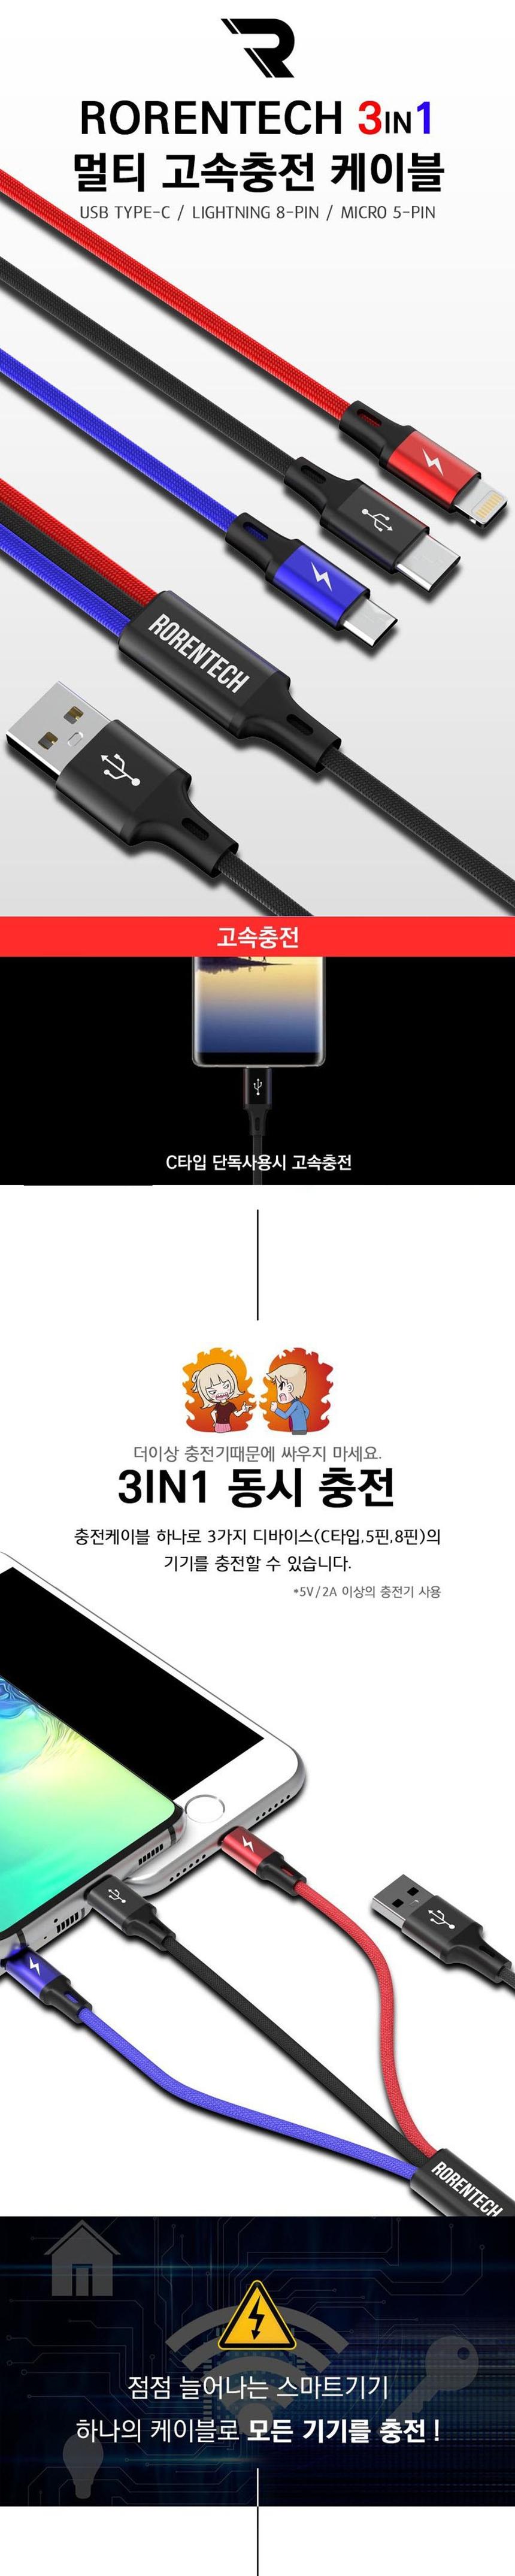 RORENTECH 3IN1
멀티 고속충전 케이블
USB TYPE-C / LIGHTNING 8-PIN / MICRO 5-PIN
RORENTECH
고속충전
C타입 단독사용시 고속충전
더이상 충전기때문에 싸우지 마세요.
3IN1 동시 충전
충전케이블 하나로 3가지 디바이스(C타입,5핀,8핀)의
기기를 충전할 수 있습니다.
*5V/2A 이상의 충전기 사용
RORENTECH
점점 늘어나는 스마트기기
하나의 케이블로 모든 기기를 충전!